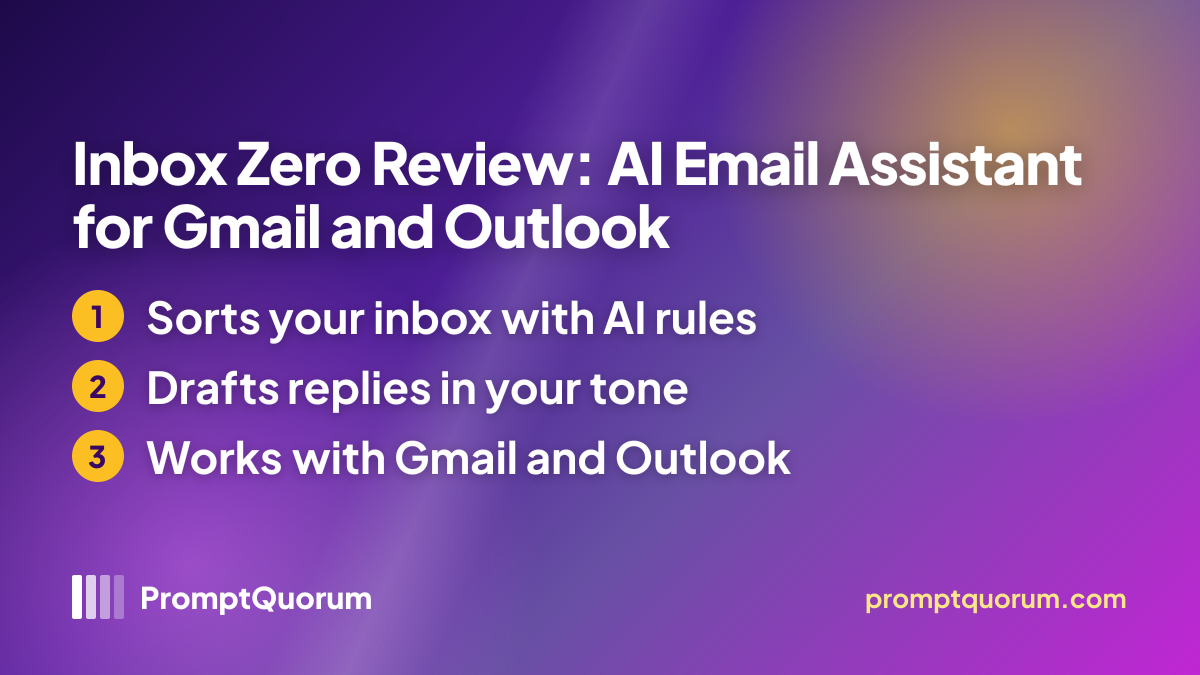 Inbox Zero Review: AI Email Assistant
for Gmail and Outlook
1 Sorts your inbox with AI rules
2 Drafts replies in your tone
3 Works with Gmail and Outlook
PromptQuorum
promptquorum.com